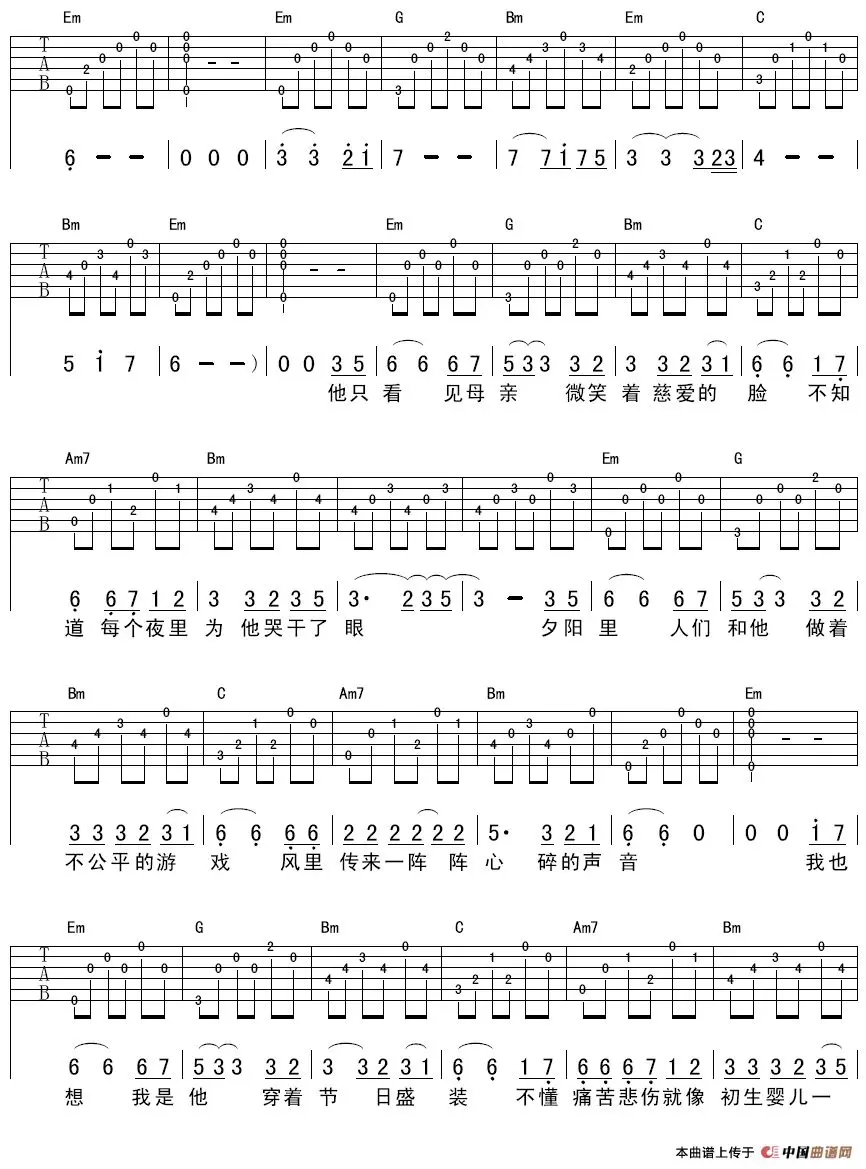 Em Em G Bm Em C
T
A
B
6 – – 0 0 0 3 3 2 1 7 – – 7 7 1 7 5 3 3 3 2 3 4 – –
Bm Em Em G Bm C
T
A
B
5 1 7 6 – – ) 0 0 3 5 6 6 6 7 5 3 3 3 2 3 3 2 3 1 6 6 1 7
他只 看 见母 亲 微笑 着 慈爱的 脸 不知
Am7 Bm Em G
T
A
B
6 6 7 1 2 3 3 2 3 5 3· 2 3 5 3 – 3 5 6 6 6 7 5 3 3 3 2
道 每个夜里 为 他哭干了 眼 夕阳 里 人们 和他 做着
Bm C Am7 Bm Em
T
A
B
3 3 3 2 3 1 6 6 6 6 2 2 2 2 2 2 5· 3 2 1 6 6 0 0 0 1 7
不公平的游 戏 风里 传来一阵 阵 心 碎的声 音 我也
Em G Bm C Am7 Bm
T
A
B
6 6 6 7 5 3 3 3 2 3 3 2 3 1 6 6 1 7 6 6 6 7 1 2 3 3 3 2 3 5
想 我是 他 穿着 节 日盛 装 不懂 痛苦悲伤就像 初生婴儿一
本曲谱上传于 中国曲谱网